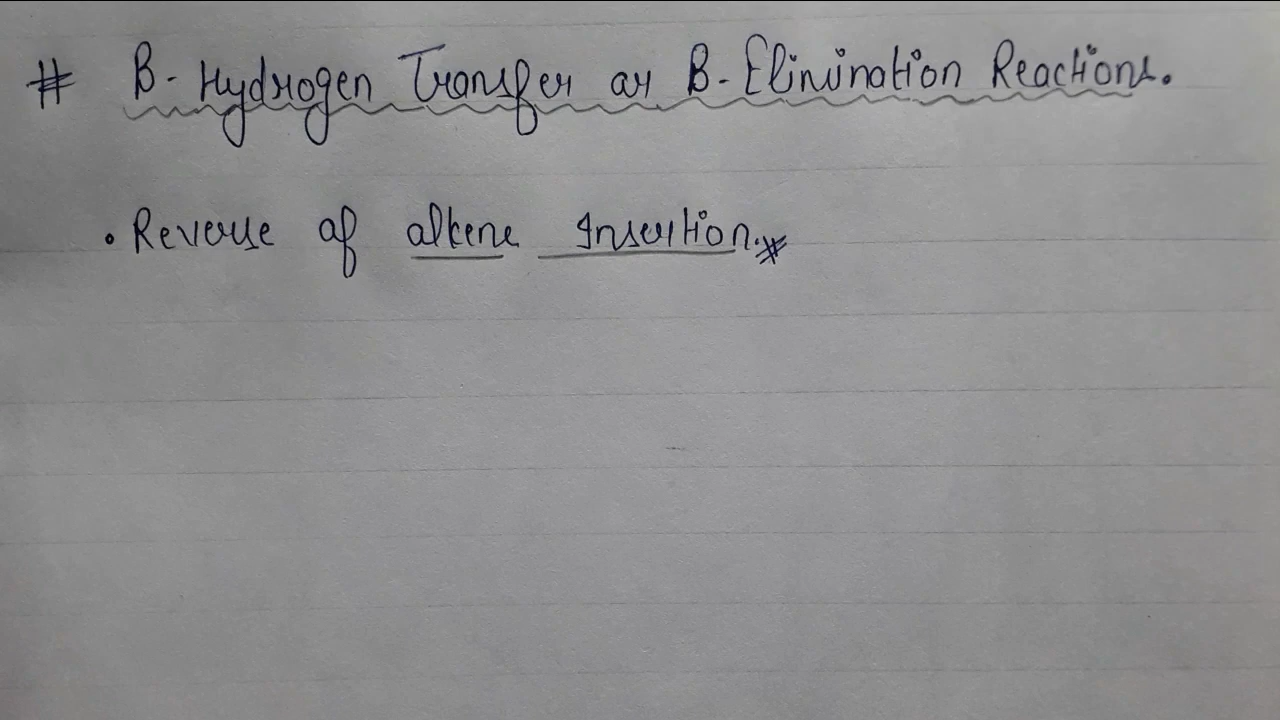 # B-Hydrogen Transfer or B-Elimination Reactions.
• Reverse of alkene Insertion.*